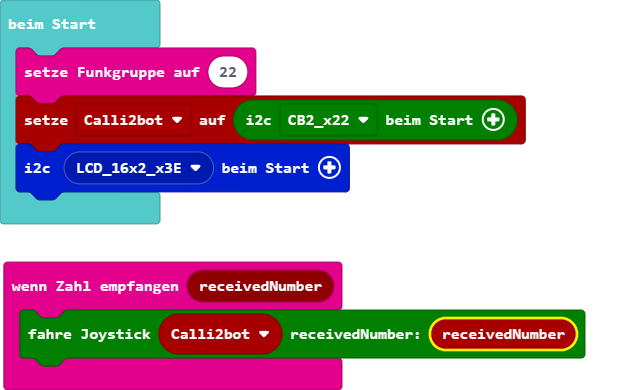 beim Start
setze Funkgruppe auf 22
setze Calli2bot auf i2c CB2_x22 beim Start
i2c LCD_16x2_x3E beim Start
wenn Zahl empfangen receivedNumber
fahre Joystick Calli2bot receivedNumber: receivedNumber